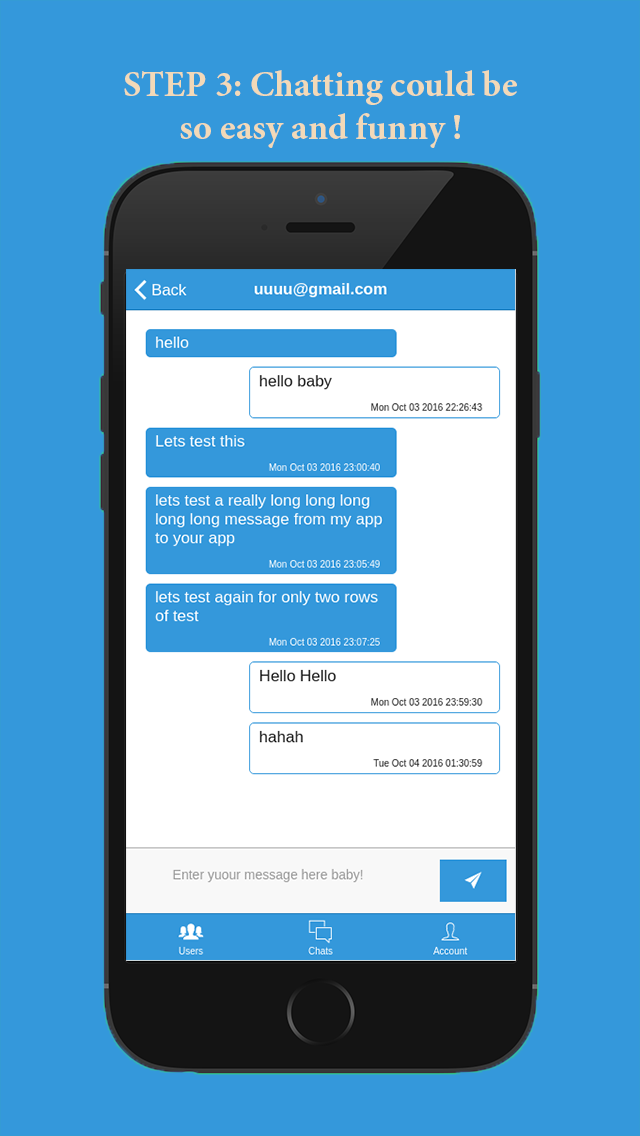 STEP 3: Chatting could be
so easy and funny !
Back
uuuu@gmail.com
hello
hello baby
Mon Oct 03 2016 22:26:43
Lets test this
Mon Oct 03 2016 23:00:40
lets test a really long long long
long long message from my app
to your app
Mon Oct 03 2016 23:05:49
lets test again for only two rows
of test
Mon Oct 03 2016 23:07:25
Hello Hello
Mon Oct 03 2016 23:59:30
hahah
Tue Oct 04 2016 01:30:59
Enter yuour message here baby!
Users
Chats
Account